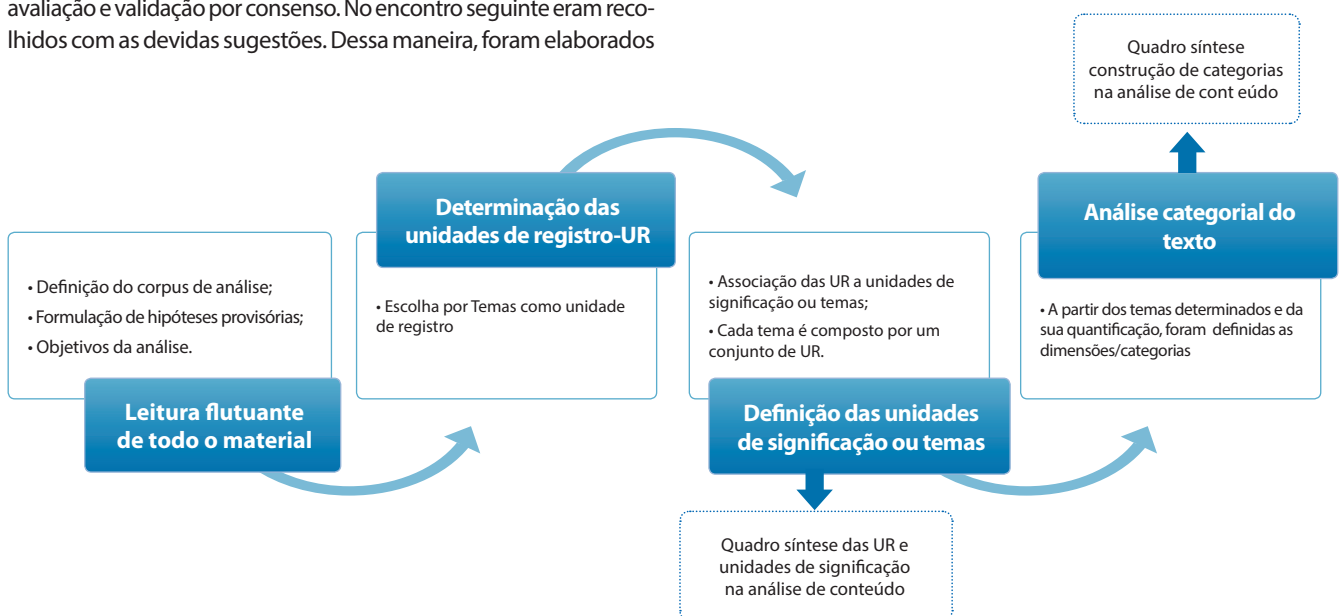 avaliação e validação por consenso. No encontro seguinte eram reco-
lhidos com as devidas sugestões. Dessa maneira, foram elaborados
• Definição do corpus de análise;
• Formulação de hipóteses provisórias;
• Objetivos da análise.
Leitura flutuante
de todo o material
Determinação das
unidades de registro-UR
• Escolha por Temas como unidade
de registro
• Associação das UR a unidades de
significação ou temas;
• Cada tema é composto por um
conjunto de UR.
Definição das unidades
de significação ou temas
Quadro síntese das UR e
unidades de significação
na análise de conteúdo
Quadro síntese
construção de categorias
na análise de cont eúdo
Análise categorial do
texto
• A partir dos temas determinados e da
sua quantificação, foram definidas as
dimensões/categorias